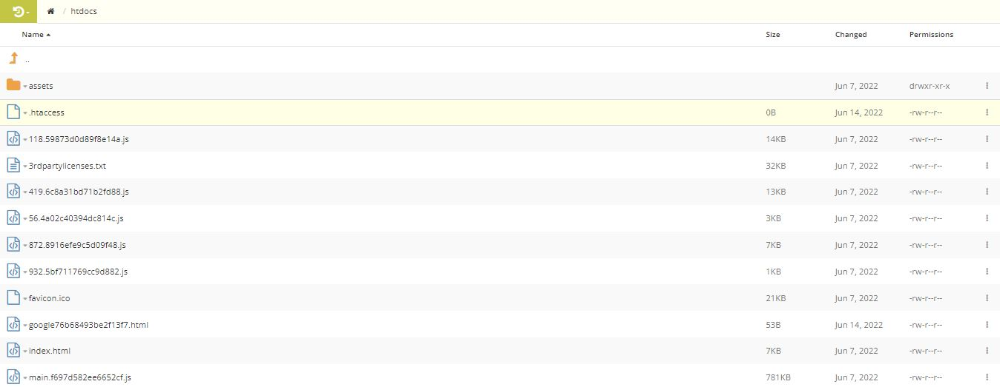 / htdocs
Name Size Changed Permissions
..
assets Jun 7, 2022 drwxr-xr-x
.htaccess 0B Jun 14, 2022 -rw-r--r--
118.59873d0d89f8e14a.js 14KB Jun 7, 2022 -rw-r--r--
3rdpartylicenses.txt 32KB Jun 7, 2022 -rw-r--r--
419.6c8a31bd71b2fd88.js 13KB Jun 7, 2022 -rw-r--r--
56.4a02c40394dc814c.js 3KB Jun 7, 2022 -rw-r--r--
872.8916efe9c5d09f48.js 7KB Jun 7, 2022 -rw-r--r--
932.5bf711769cc9d882.js 1KB Jun 7, 2022 -rw-r--r--
favicon.ico 21KB Jun 7, 2022 -rw-r--r--
google76b68493be2f13f7.html 53B Jun 14, 2022 -rw-r--r--
index.html 7KB Jun 7, 2022 -rw-r--r--
main.f697d582ee6652cf.js 781KB Jun 7, 2022 -rw-r--r--